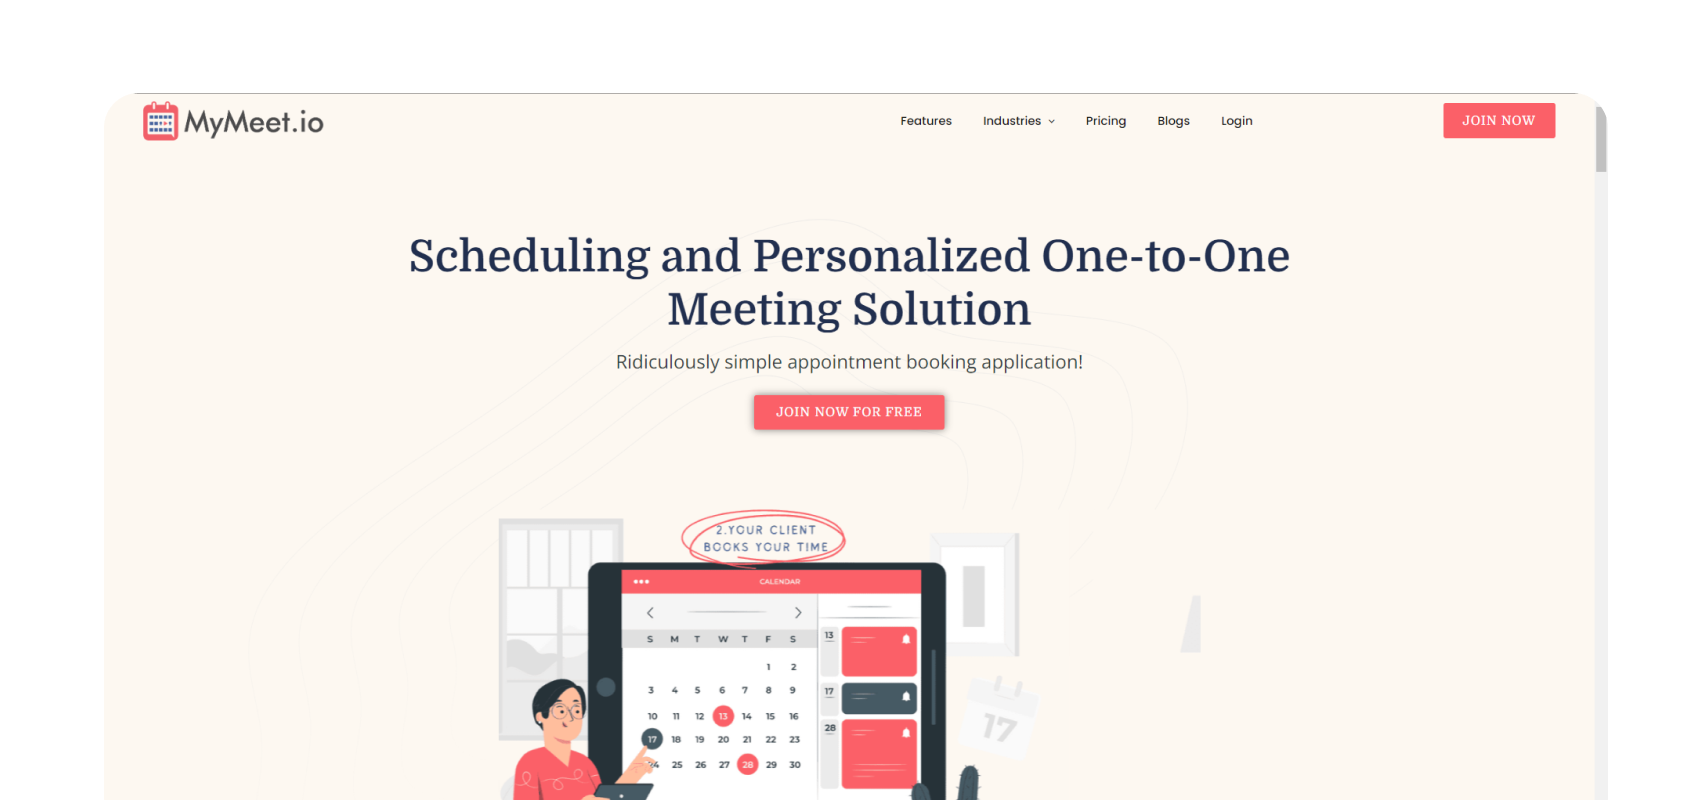 MyMeet.io
Features Industries Pricing Blogs Login
JOIN NOW
Scheduling and Personalized One-to-One
Meeting Solution
Ridiculously simple appointment booking application!
JOIN NOW FOR FREE
2.YOUR CLIENT
BOOKS YOUR TIME
CALENDAR
S M T W T F S
1 2
3 4 5 6 7 8 9
10 11 12 13 14 15 16
17 18 19 20 21 22 23
24 25 26 27 28 29 30
13
17
28
17